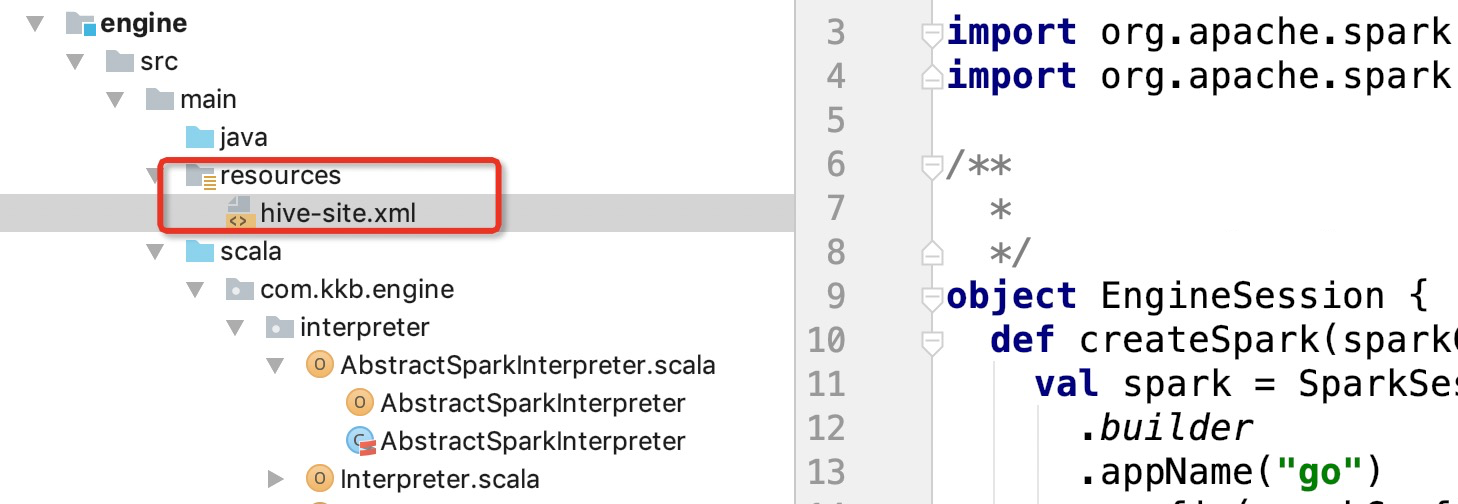 engine
src
main
java
resources
hive-site.xml
scala
com.kkb.engine
interpreter
AbstractSparkInterpreter.scala
AbstractSparkInterpreter
AbstractSparkInterpreter
Interpreter.scala
3 import org.apache.spark
4 import org.apache.spark
5
6 /**
7 *
8 */
9 object EngineSession {
10 def createSpark(spark
11 val spark = SparkSes
12 .builder
13 .appName("go")